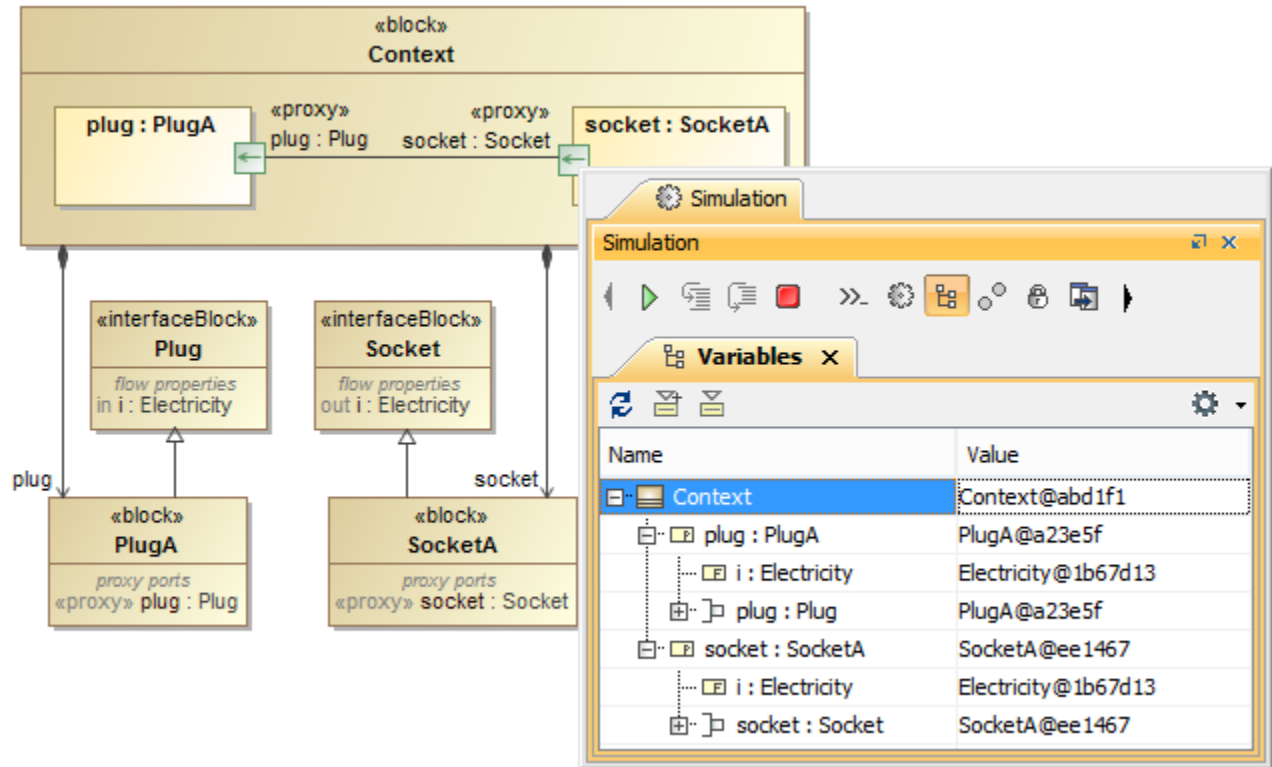 «block»
Context
plug : PlugA
«proxy»
plug : Plug
«proxy»
socket : Socket
socket : SocketA
«interfaceBlock»
Plug
flow properties
in i : Electricity
«interfaceBlock»
Socket
flow properties
out i : Electricity
plug
socket
«block»
PlugA
proxy ports
«proxy» plug : Plug
«block»
SocketA
proxy ports
«proxy» socket : Socket
Simulation
Simulation
Variables
Name Value
Context Context@abd1f1
plug : PlugA PlugA@a23e5f
i : Electricity Electricity@1b67d13
plug : Plug PlugA@a23e5f
socket : SocketA SocketA@ee1467
i : Electricity Electricity@1b67d13
socket : Socket SocketA@ee1467